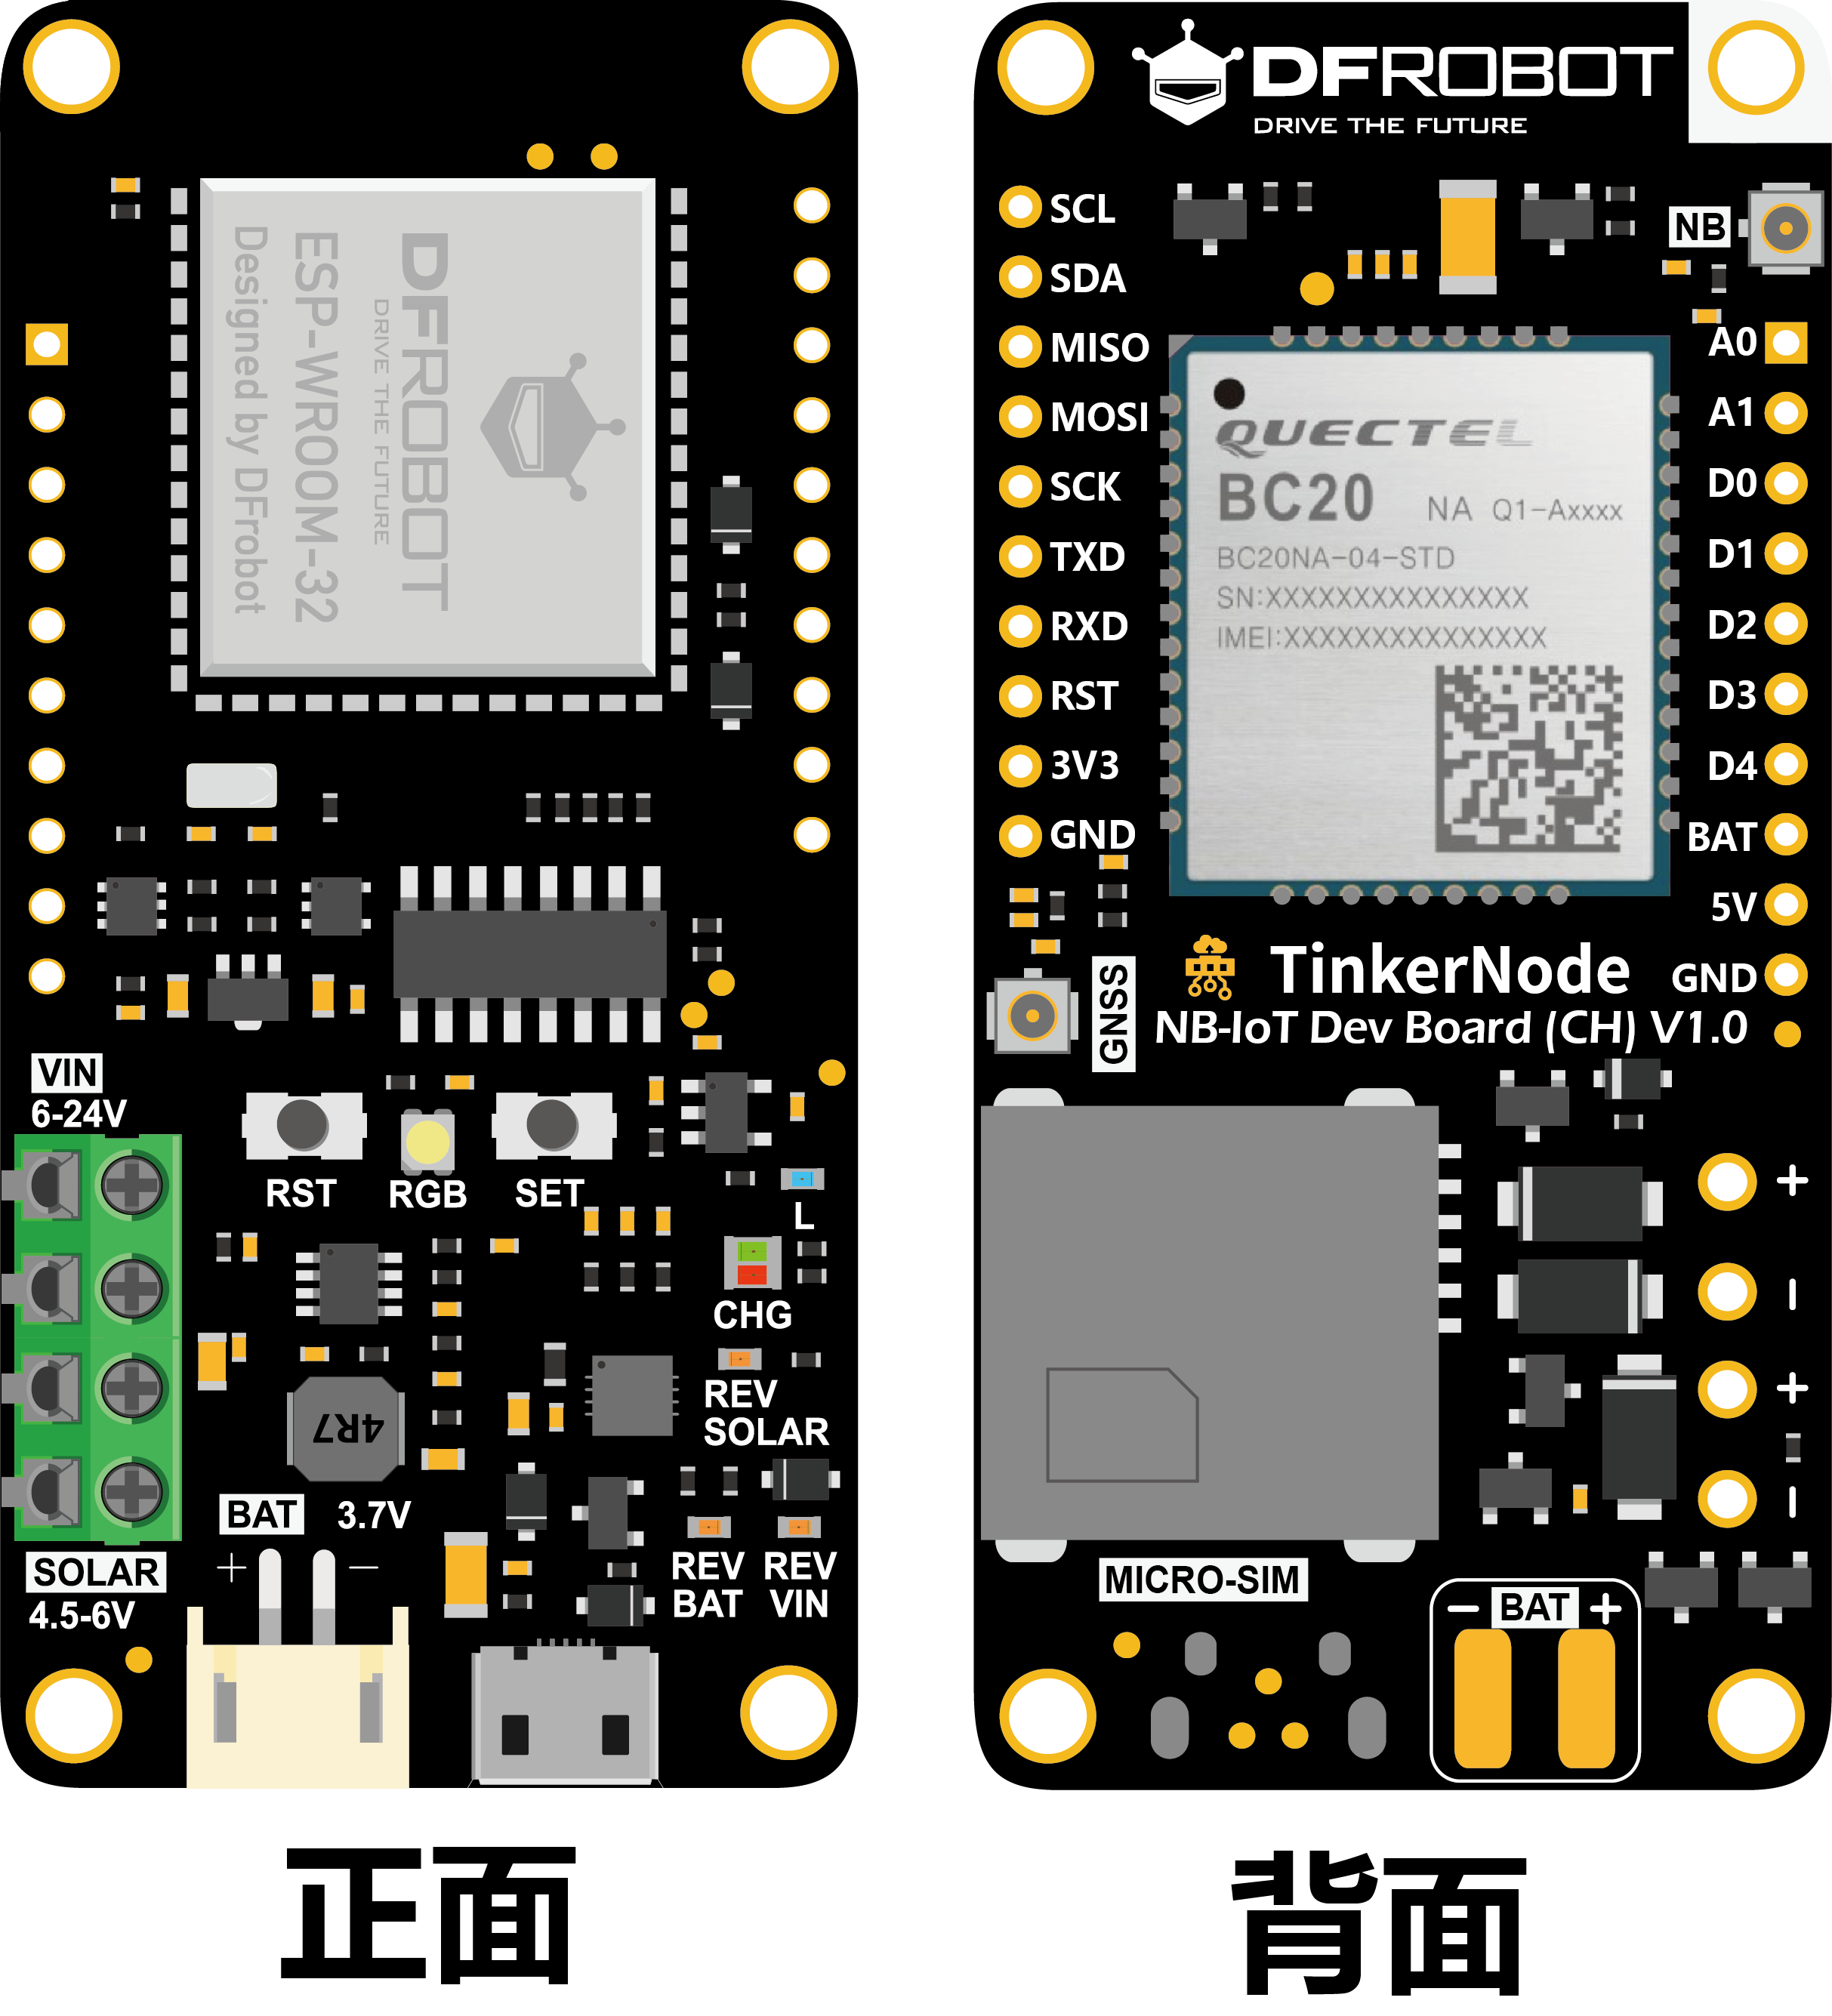 DFROBOT
DRIVE THE FUTURE
ESP-WROOM-32
Designed by DFrobot
VIN
6-24V
RST
RGB
SET
L
CHG
REV
SOLAR
4R7
BAT 3.7V
+ −
REV
BAT
REV
VIN
SOLAR
4.5-6V
正面
DFROBOT
DRIVE THE FUTURE
SCL
SDA
MISO
MOSI
SCK
TXD
RXD
RST
3V3
GND
NB
A0
A1
D0
D1
D2
D3
D4
BAT
5V
GND
QUECTEL
BC20 NA Q1-Axxxx
BC20NA-04-STD
SN:XXXXXXXXXXXXXXX
IMEI:XXXXXXXXXXXXXXX
GNSS
TinkerNode
NB-IoT Dev Board (CH) V1.0
+
−
+
−
MICRO-SIM
− BAT +
背面